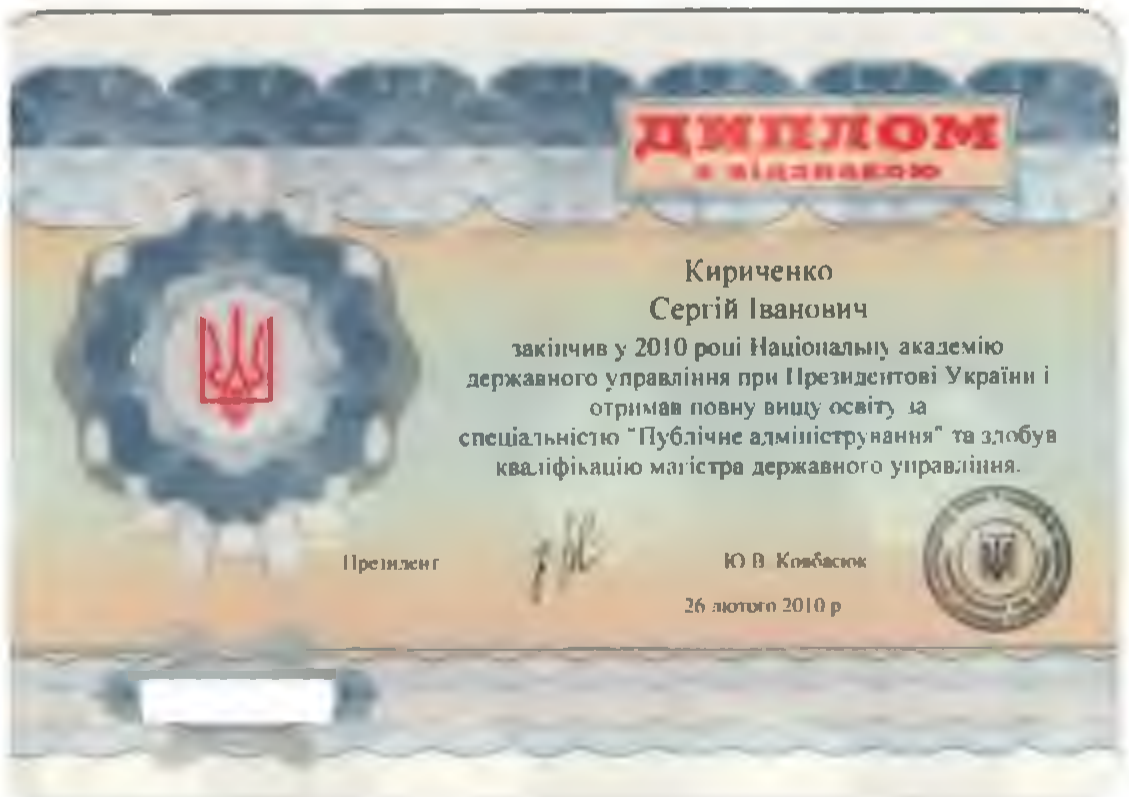 ДИПЛОМ
з відзнакою
Кириченко
Сергій Іванович
закінчив у 2010 році Національну академію
державного управління при Президентові України і
отримав повну вищу освіту за
спеціальністю "Публічне адміністрування" та здобув
кваліфікацію магістра державного управління.
Президент
Ю.В. Ковбасюк
26 лютого 2010 р